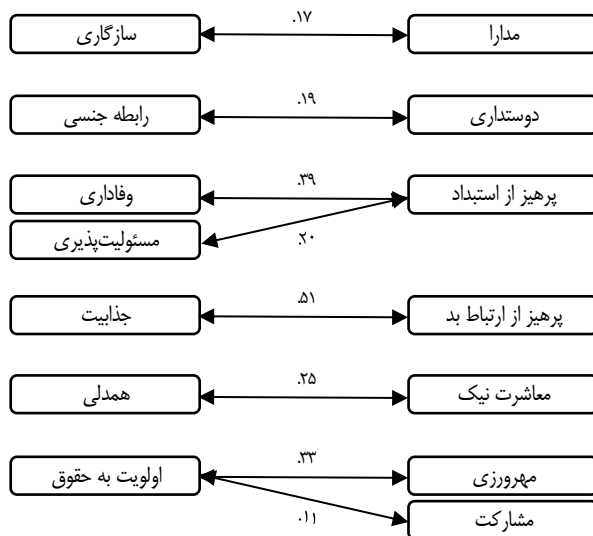 مدارا .۱۷ سازگاری
دوستداری .۱۹ رابطه جنسی
پرهیز از استبداد .۳۹ وفاداری
.۲۰ مسئولیت‌پذیری
پرهیز از ارتباط بد .۵۱ جذابیت
معاشرت نیک .۲۵ همدلی
مهرورزی .۳۳ اولویت به حقوق
مشارکت .۱۱